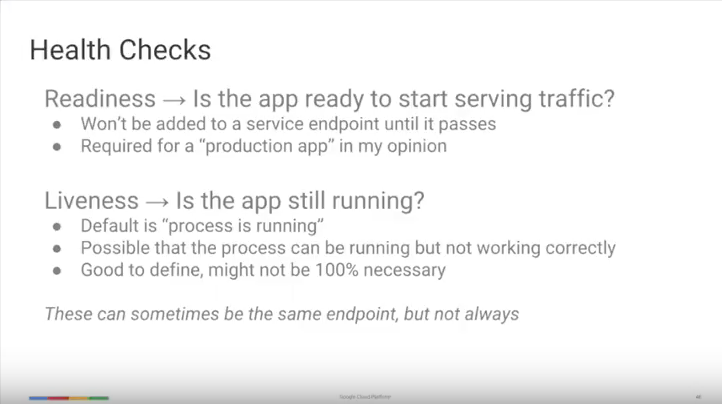 Health Checks
Readiness → Is the app ready to start serving traffic?
● Won't be added to a service endpoint until it passes
● Required for a “production app” in my opinion
Liveness → Is the app still running?
● Default is “process is running”
● Possible that the process can be running but not working correctly
● Good to define, might not be 100% necessary
These can sometimes be the same endpoint, but not always
Google Cloud Platform